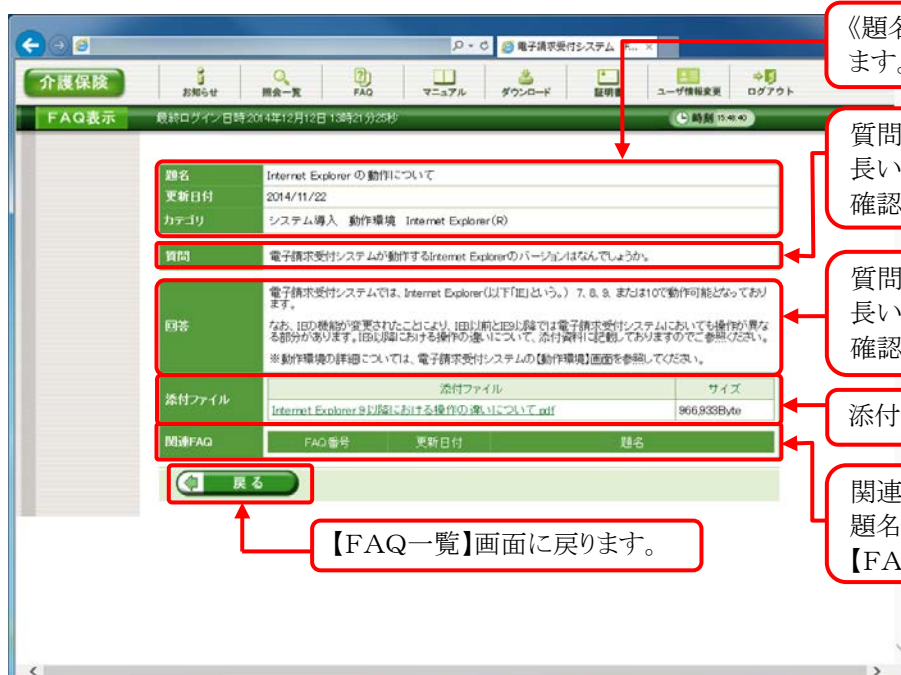 電子請求受付システム F... ×
介護保険
お知らせ
照会一覧
FAQ
マニュアル
ダウンロード
証明書
ユーザ情報変更
ログアウト
FAQ表示
最終ログイン日時:2014年12月12日 13時21分25秒
時刻 15:48:40
題名 Internet Explorer の動作について
更新日付 2014/11/22
カテゴリ システム導入 動作環境 Internet Explorer(R)
質問 電子請求受付システムが動作するInternet Explorerのバージョンはなんでしょうか。
回答
電子請求受付システムでは、Internet Explorer(以下「IE」という。) 7、8、9、または10で動作可能となっており
ます。
なお、IEの機能が変更されたことにより、IE8以前とIE9以降では電子請求受付システムにおいても操作が異な
る部分があります。IE9以降における操作の違いについて、添付資料に記載しておりますのでご参照ください。
※動作環境の詳細については、電子請求受付システムの【動作環境】画面を参照してください。
添付ファイル
添付ファイル サイズ
Internet Explorer 9以降における操作の違いについて.pdf 966,933Byte
関連FAQ FAQ番号 更新日付 題名
戻る
【FAQ一覧】画面に戻ります。
《題名
ます。
質問
長い
確認
質問
長い
確認
添付
関連
題名
【FA